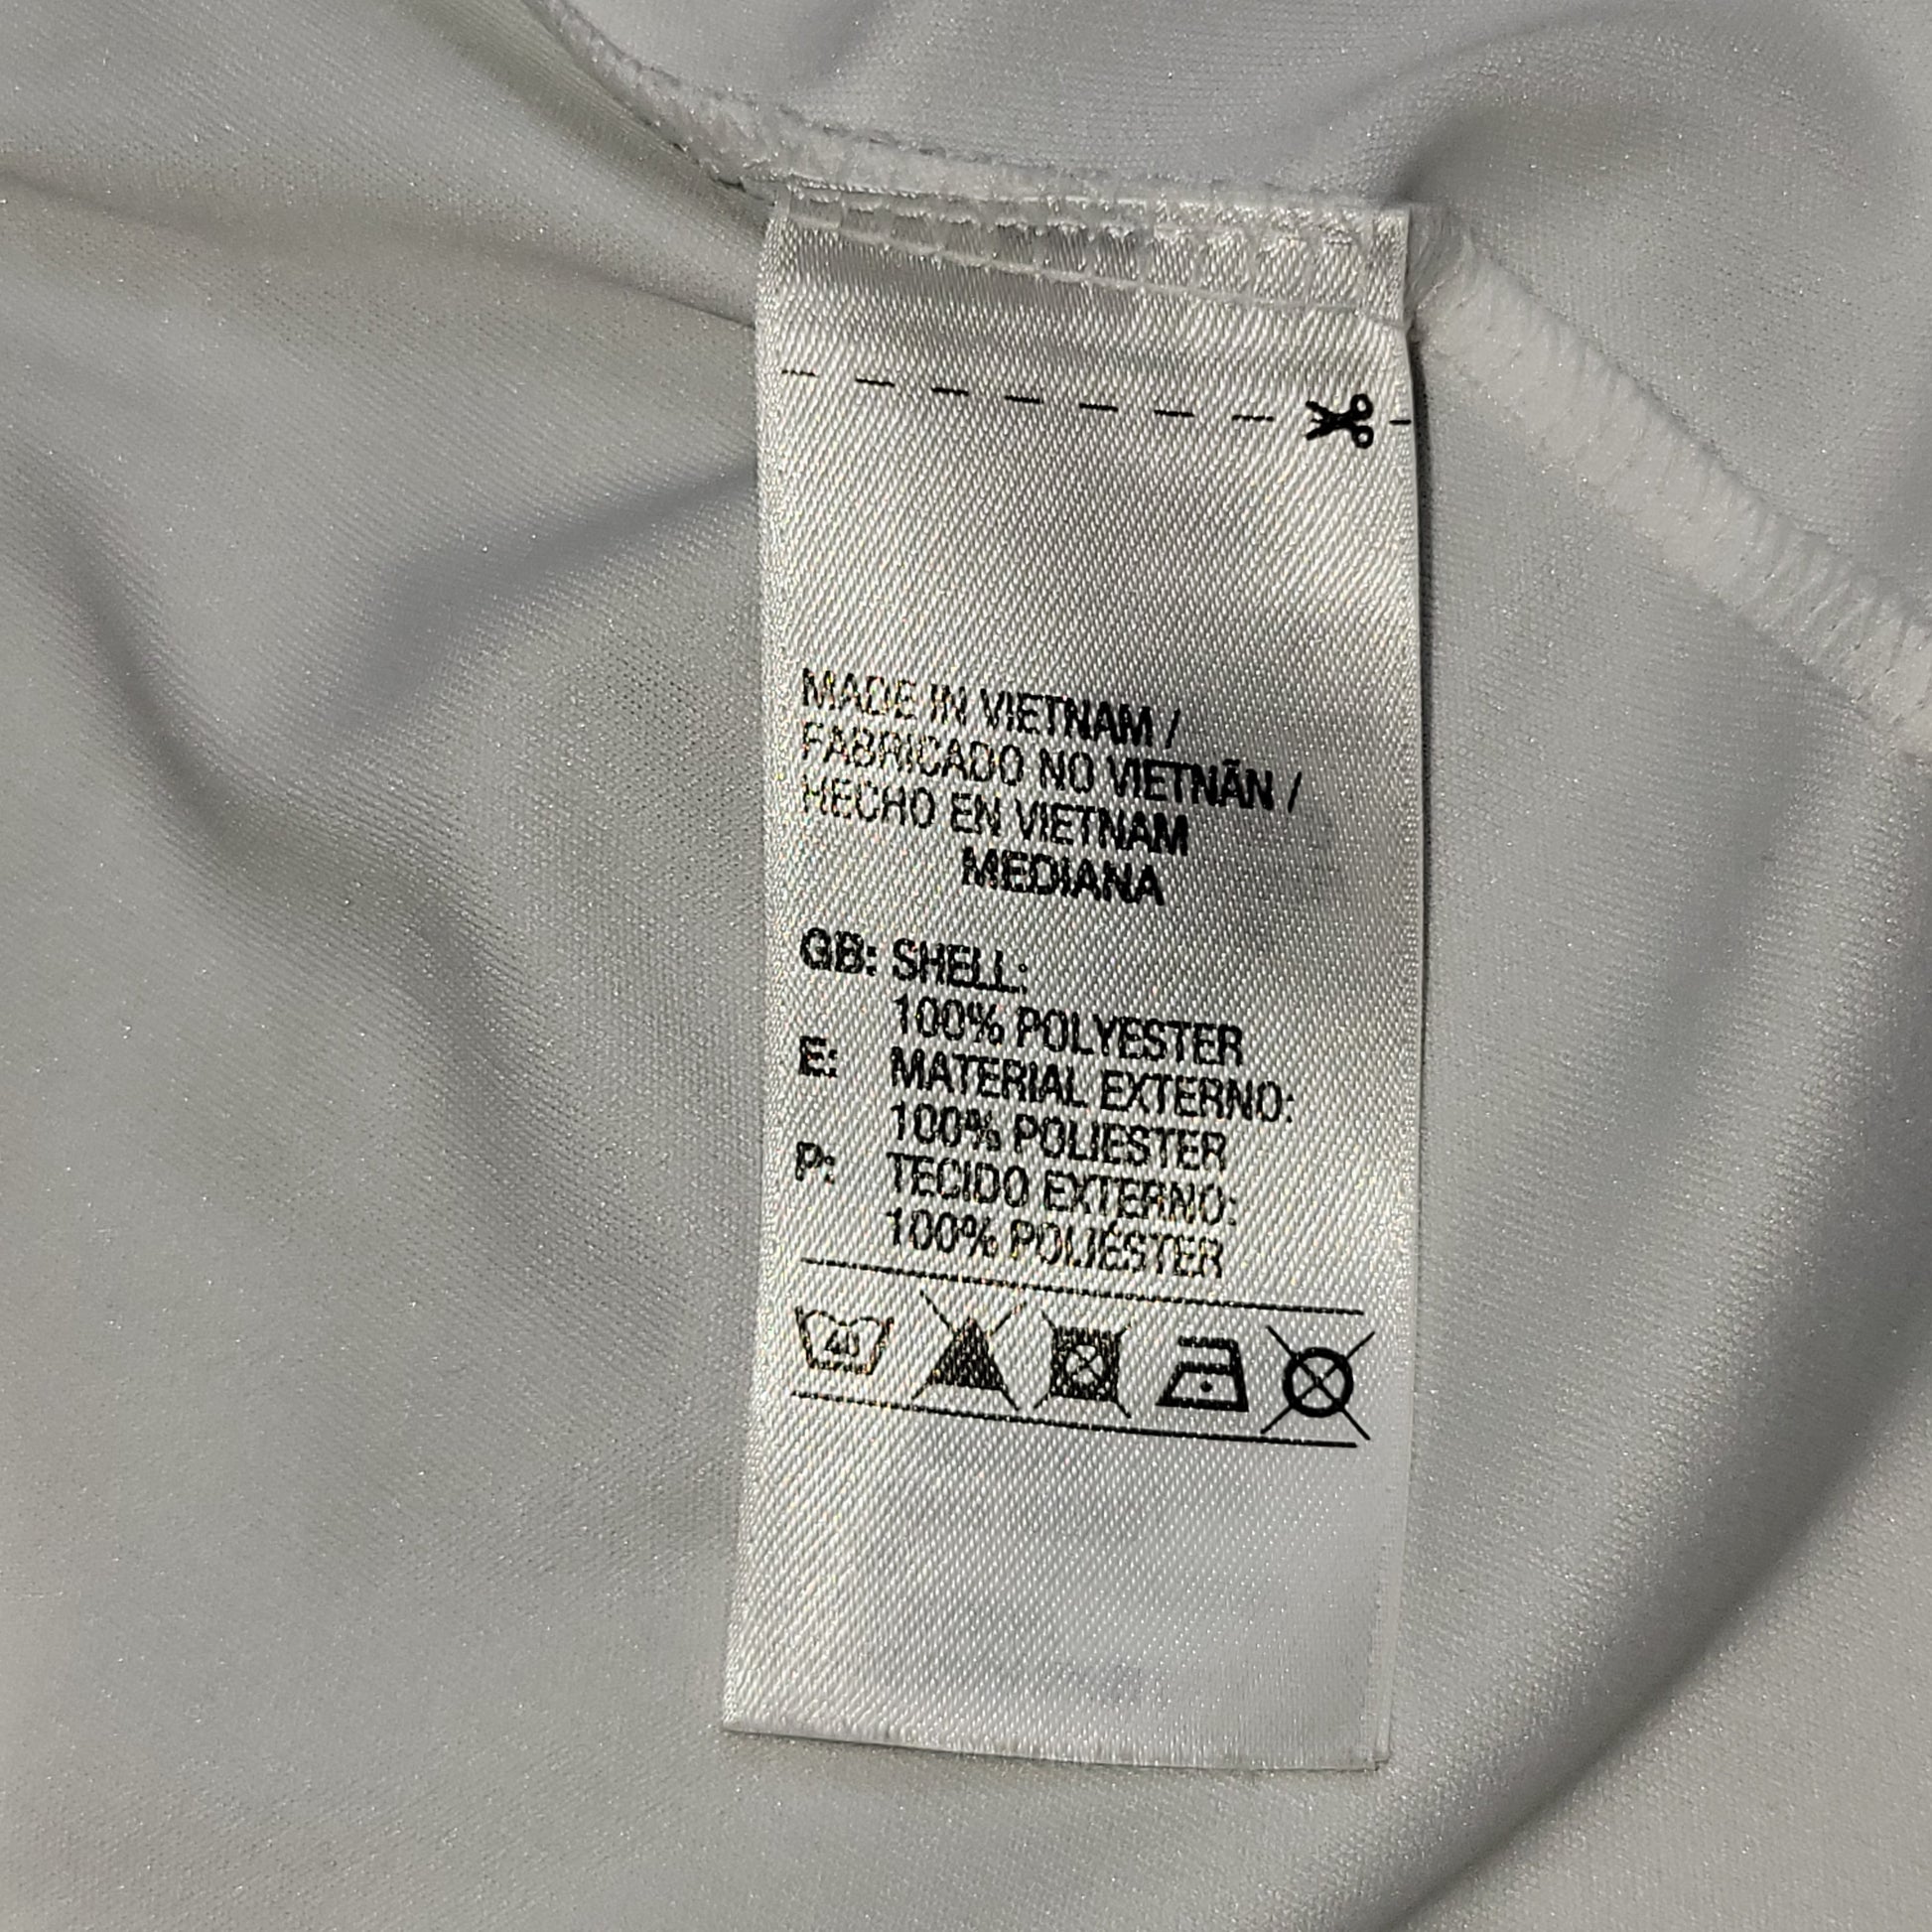 MADE IN VIETNAM /
FABRICADO NO VIETNÃN /
HECHO EN VIETNAM
MEDIANA
GB: SHELL:
100% POLYESTER
E: MATERIAL EXTERNO:
100% POLIESTER
P: TECIDO EXTERNO:
100% POLIÉSTER
40